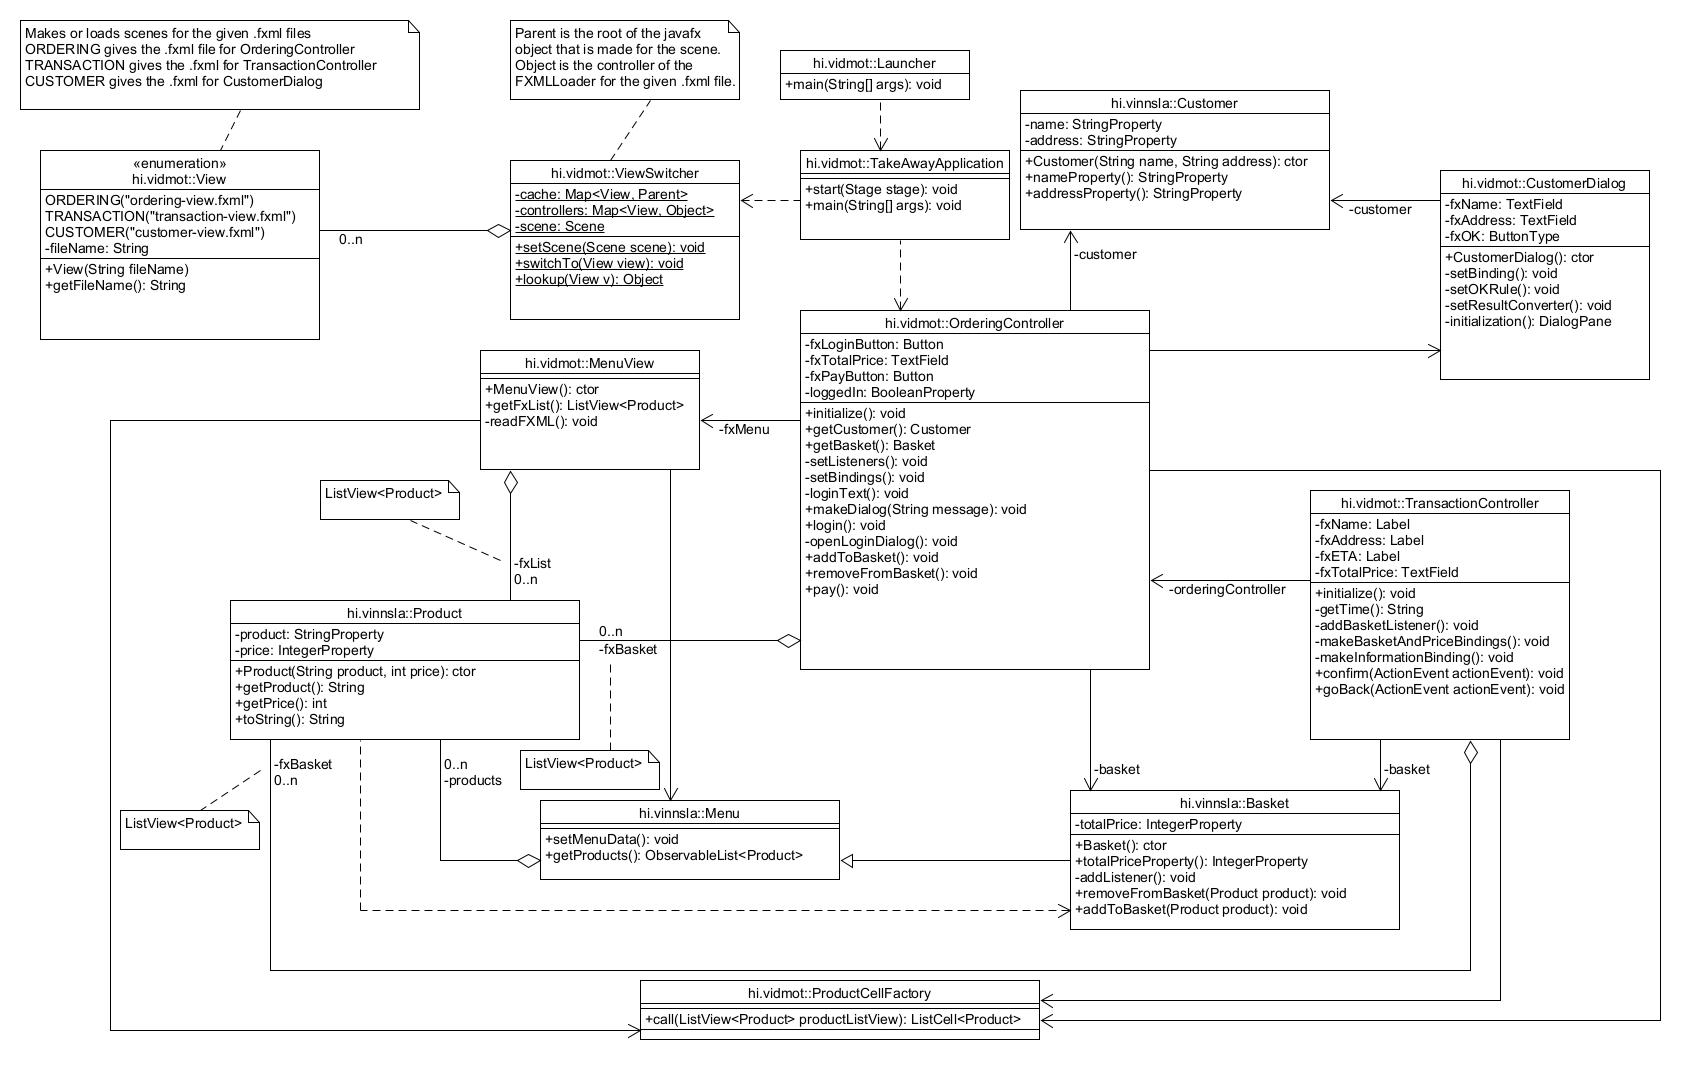 Makes or loads scenes for the given .fxml files
ORDERING gives the .fxml file for OrderingController
TRANSACTION gives the .fxml for TransactionController
CUSTOMER gives the .fxml for CustomerDialog
Parent is the root of the javafx
object that is made for the scene.
Object is the controller of the
FXMLLoader for the given .fxml file.
hi.vidmot::Launcher
+main(String[] args): void
hi.vinnsla::Customer
-name: StringProperty
-address: StringProperty
+Customer(String name, String address): ctor
+nameProperty(): StringProperty
+addressProperty(): StringProperty
«enumeration»
hi.vidmot::View
ORDERING("ordering-view.fxml")
TRANSACTION("transaction-view.fxml")
CUSTOMER("customer-view.fxml")
-fileName: String
+View(String fileName)
+getFileName(): String
0..n
hi.vidmot::ViewSwitcher
-cache: Map<View, Parent>
-controllers: Map<View, Object>
-scene: Scene
+setScene(Scene scene): void
+switchTo(View view): void
+lookup(View v): Object
hi.vidmot::TakeAwayApplication
+start(Stage stage): void
+main(String[] args): void
-customer
hi.vidmot::CustomerDialog
-fxName: TextField
-fxAddress: TextField
-fxOK: ButtonType
+CustomerDialog(): ctor
-setBinding(): void
-setOKRule(): void
-setResultConverter(): void
-initialization(): DialogPane
-customer
hi.vidmot::OrderingController
-fxLoginButton: Button
-fxTotalPrice: TextField
-fxPayButton: Button
-loggedIn: BooleanProperty
+initialize(): void
+getCustomer(): Customer
+getBasket(): Basket
-setListeners(): void
-setBindings(): void
-loginText(): void
+makeDialog(String message): void
+login(): void
-openLoginDialog(): void
+addToBasket(): void
+removeFromBasket(): void
+pay(): void
hi.vidmot::MenuView
+MenuView(): ctor
+getFxList(): ListView<Product>
-readFXML(): void
-fxMenu
ListView<Product>
-fxList
0..n
hi.vidmot::TransactionController
-fxName: Label
-fxAddress: Label
-fxETA: Label
-fxTotalPrice: TextField
+initialize(): void
-getTime(): String
-addBasketListener(): void
-makeBasketAndPriceBindings(): void
-makeInformationBinding(): void
+confirm(ActionEvent actionEvent): void
+goBack(ActionEvent actionEvent): void
-orderingController
hi.vinnsla::Product
-product: StringProperty
-price: IntegerProperty
+Product(String product, int price): ctor
+getProduct(): String
+getPrice(): int
+toString(): String
0..n
-fxBasket
ListView<Product>
-fxBasket
0..n
ListView<Product>
0..n
-products
-basket
-basket
hi.vinnsla::Menu
+setMenuData(): void
+getProducts(): ObservableList<Product>
hi.vinnsla::Basket
-totalPrice: IntegerProperty
+Basket(): ctor
+totalPriceProperty(): IntegerProperty
-addListener(): void
+removeFromBasket(Product product): void
+addToBasket(Product product): void
hi.vidmot::ProductCellFactory
+call(ListView<Product> productListView): ListCell<Product>